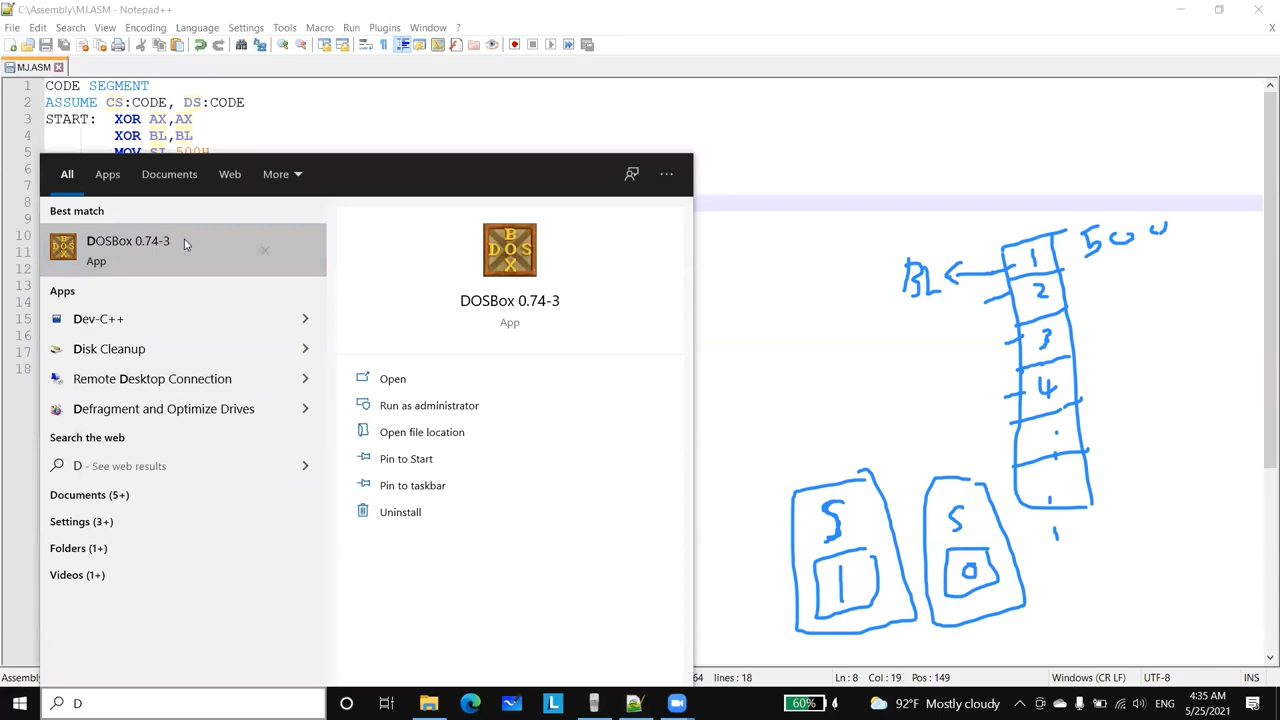 C:\Assembly\MJ.ASM - Notepad++
File Edit Search View Encoding Language Settings Tools Macro Run Plugins Window ? X
MJ.ASM
1 CODE SEGMENT
2 ASSUME CS:CODE, DS:CODE
3 START: XOR AX,AX
4 XOR BL,BL
5 MOV SI,500H
6
7
8
9
10
11
12
13
14
15
16
17
18
All Apps Documents Web More
Best match
DOSBox 0.74-3
App
Apps
Dev-C++
Disk Cleanup
Remote Desktop Connection
Defragment and Optimize Drives
Search the web
D - See web results
Documents (5+)
Settings (3+)
Folders (1+)
Videos (1+)
BOX DOS
DOSBox 0.74-3
App
Open
Run as administrator
Open file location
Pin to Start
Pin to taskbar
Uninstall
500
BL
1
2
3
4
S
1
S
0
Assembly
64 lines : 18 Ln : 8 Col : 19 Pos : 149 Windows (CR LF) UTF-8 INS
D
L
60%
92°F Mostly cloudy
4:35 AM
5/25/2021